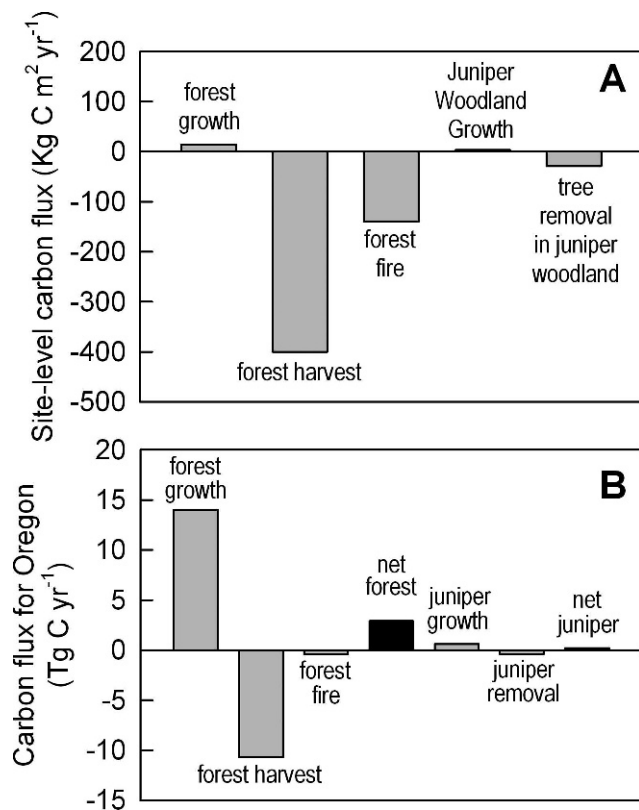 Site-level carbon flux (Kg C m² yr⁻¹)
200
100
0
-100
-200
-300
-400
-500
A
forest
growth
forest harvest
forest
fire
Juniper
Woodland
Growth
tree
removal
in juniper
woodland
Carbon flux for Oregon
(Tg C yr⁻¹)
20
15
10
5
0
-5
-10
-15
B
forest
growth
forest harvest
forest
fire
net
forest
juniper
growth
juniper
removal
net
juniper